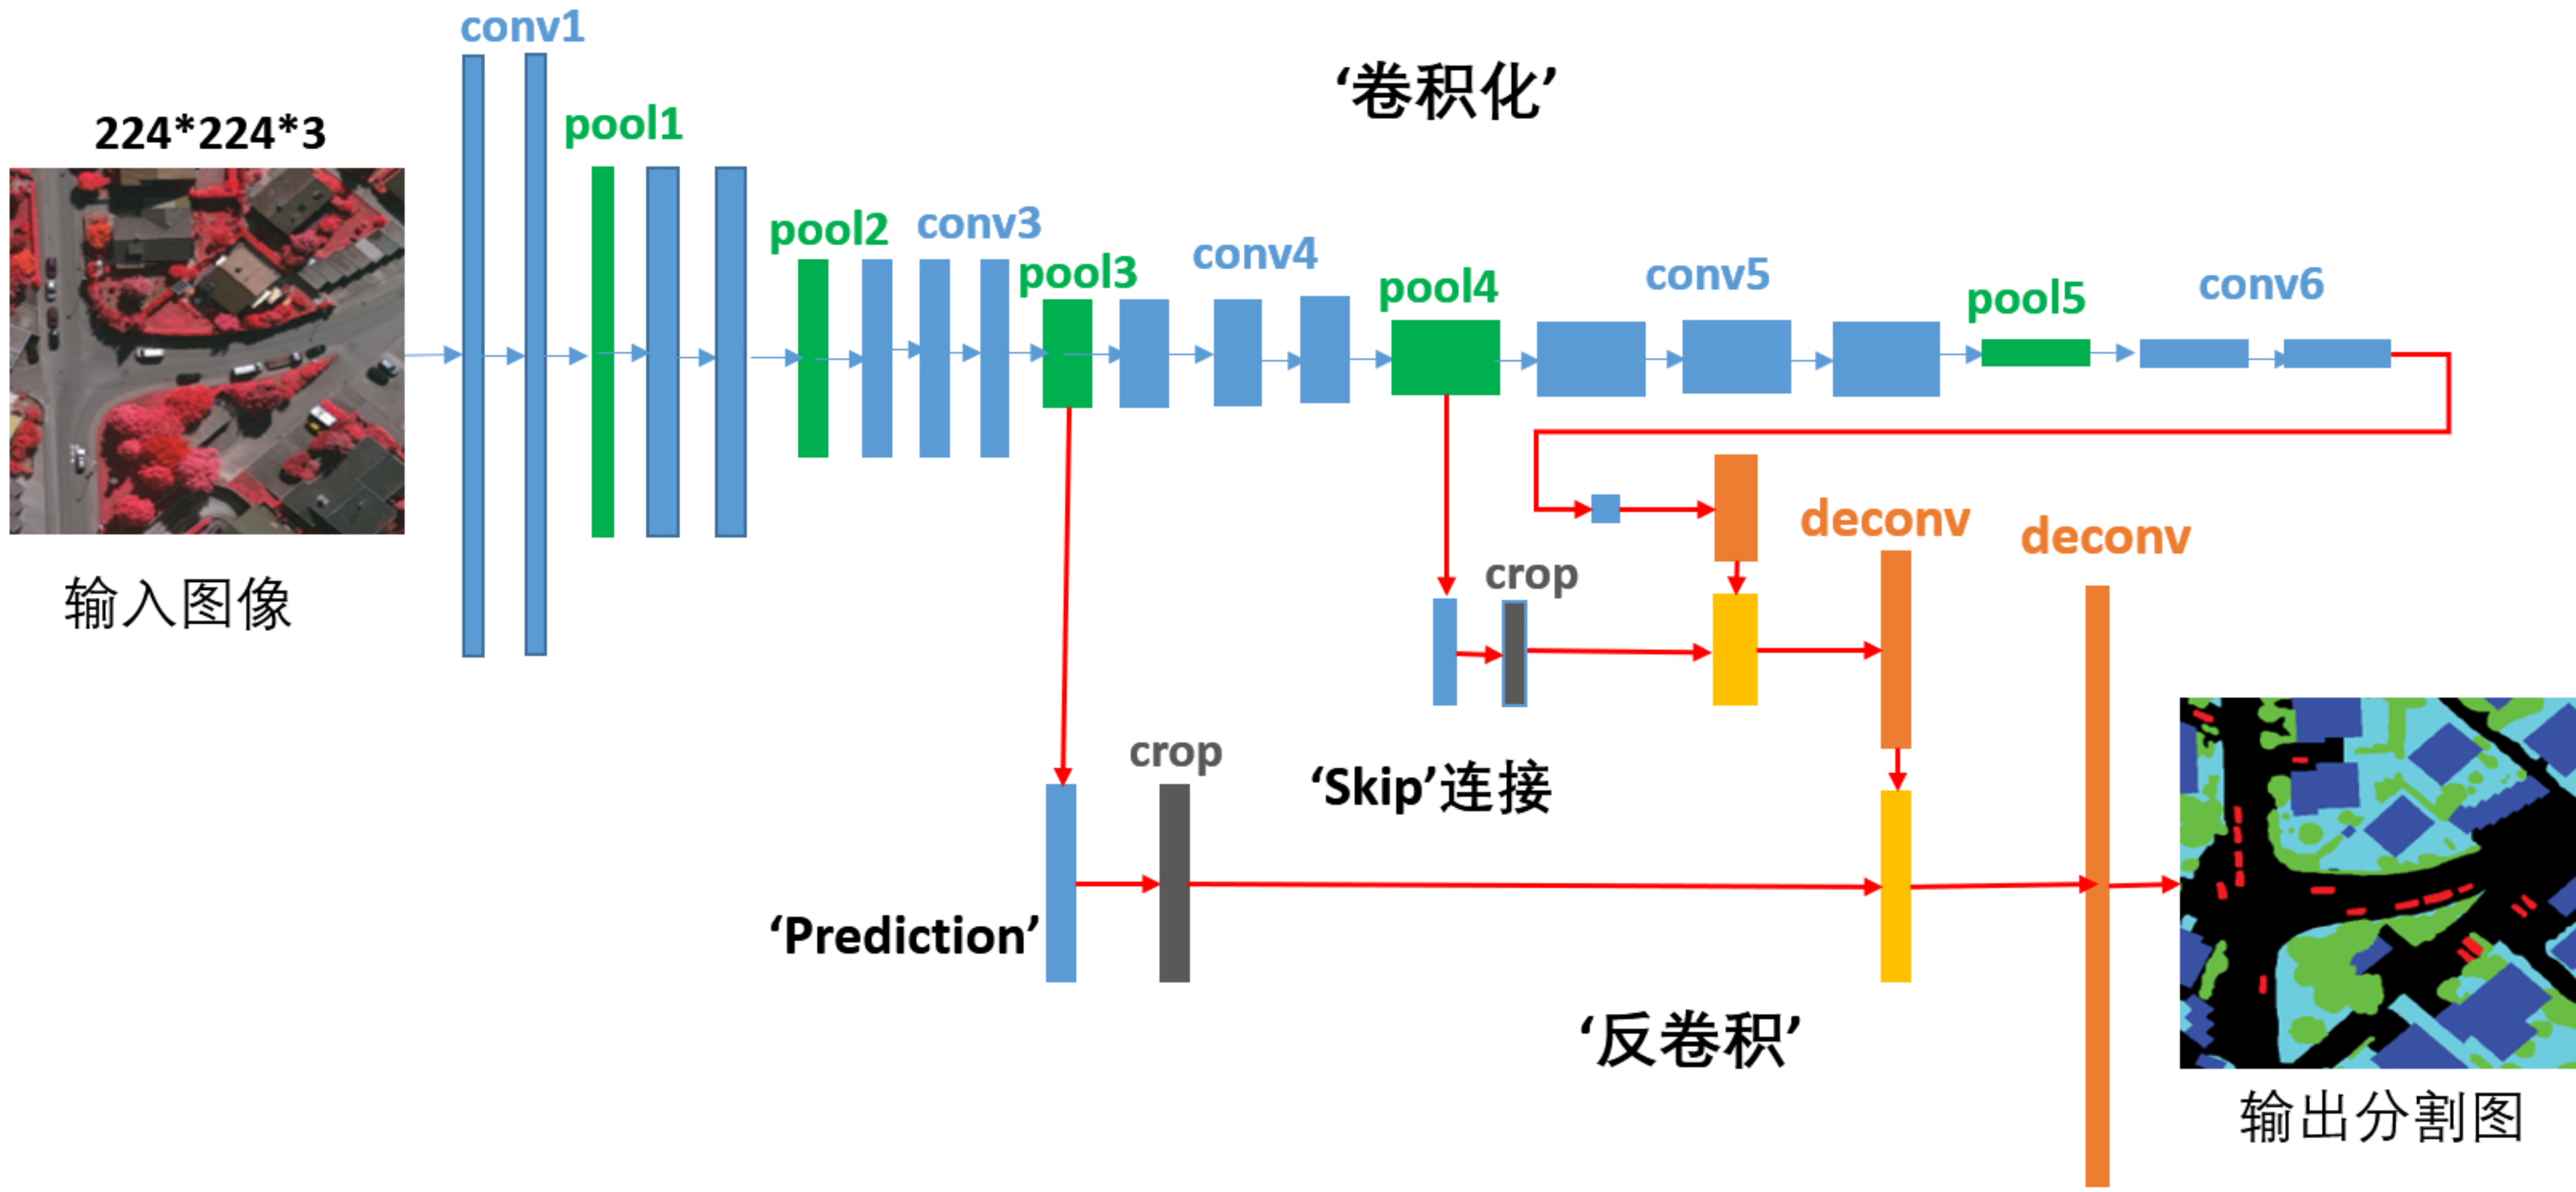 conv1
‘卷积化’
224*224*3
pool1
pool2
conv3
pool3
conv4
pool4
conv5
pool5
conv6
输入图像
deconv
deconv
crop
crop
‘Skip’连接
‘Prediction’
‘反卷积’
输出分割图